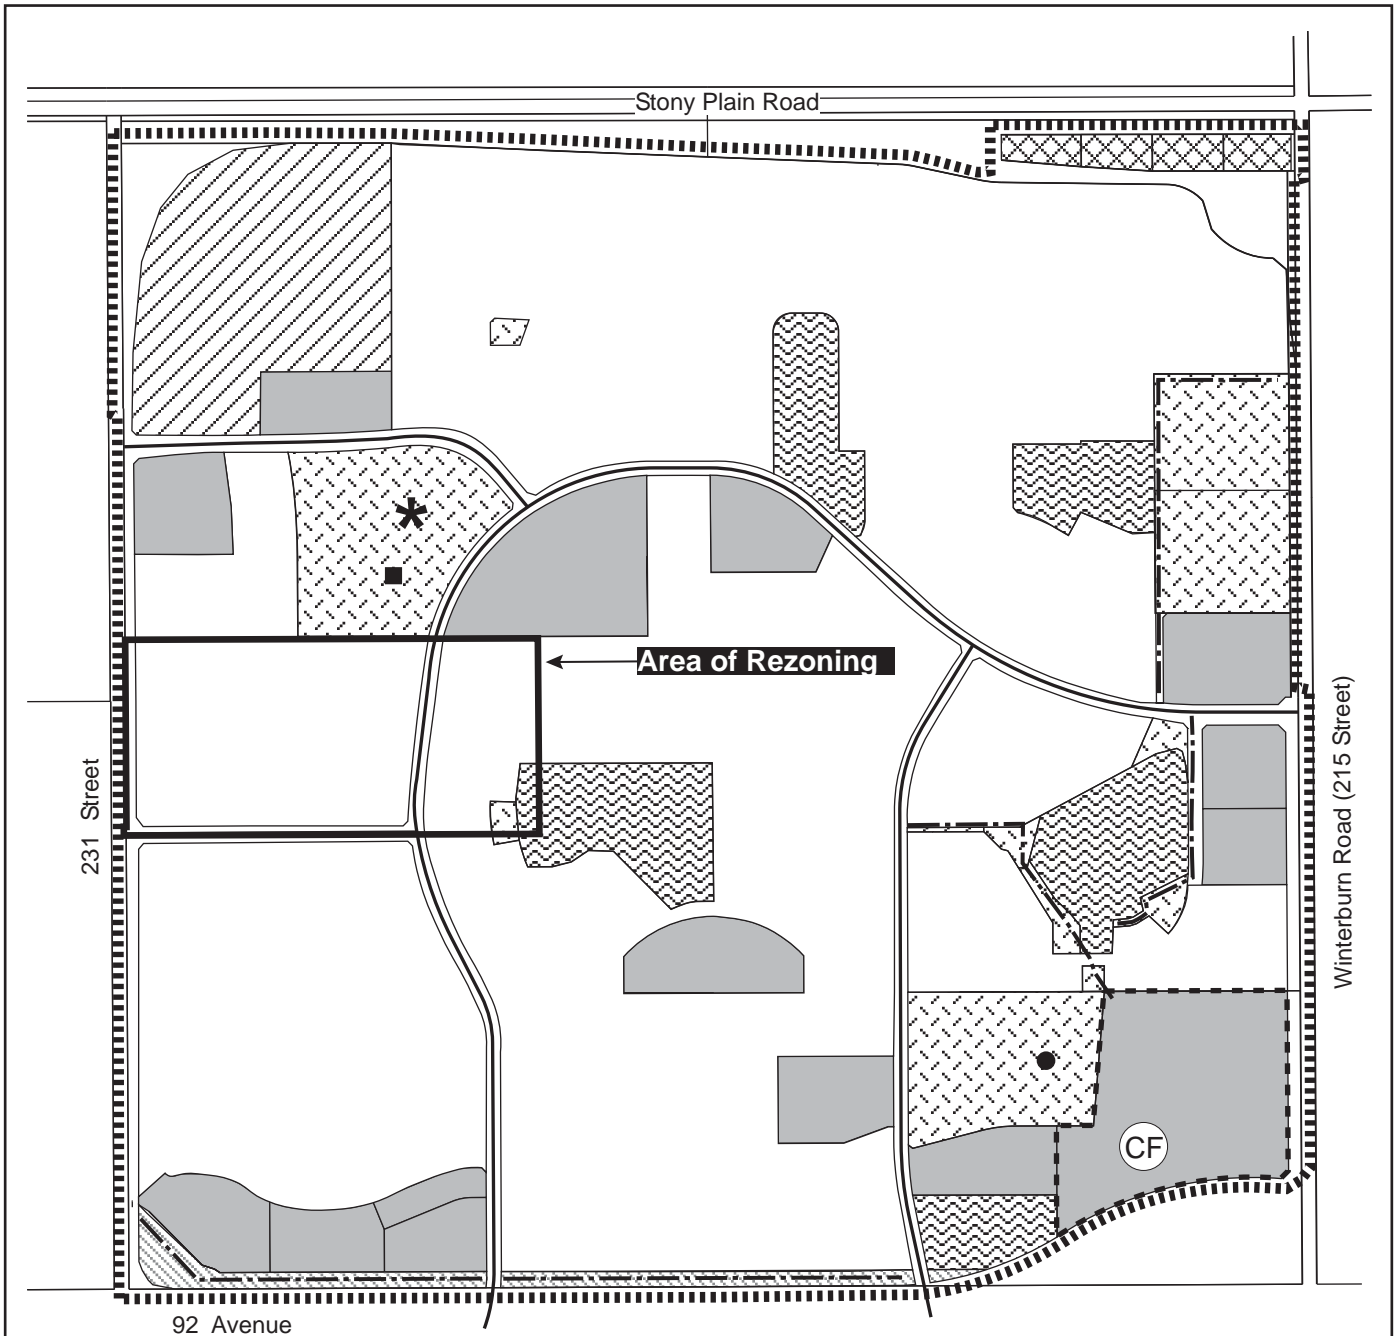 Stony Plain Road
*
Area of Rezoning
231 Street
Winterburn Road (215 Street)
CF
92 Avenue